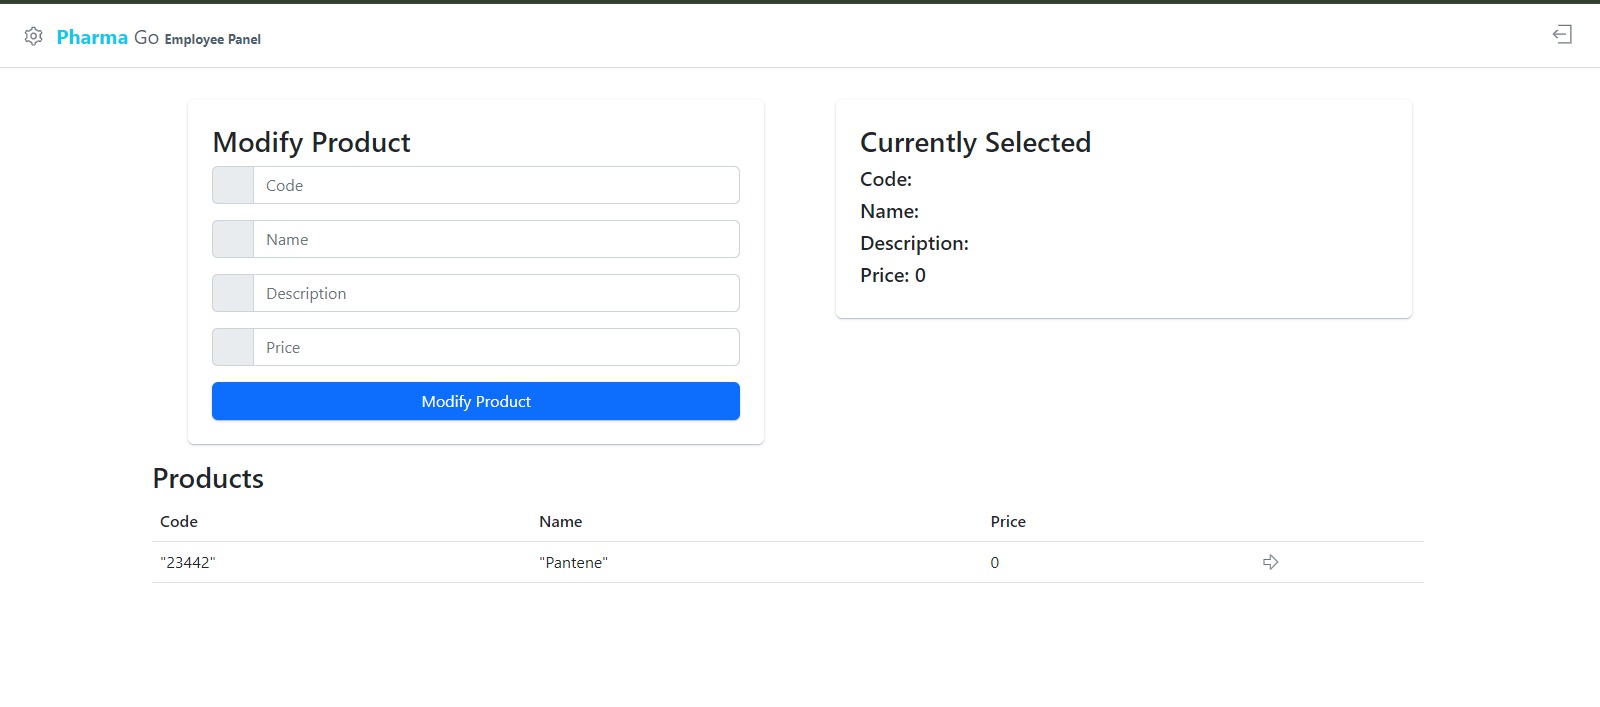 Pharma Go Employee Panel
Modify Product
Code
Name
Description
Price
Modify Product
Currently Selected
Code:
Name:
Description:
Price: 0
Products
Code Name Price
"23442" "Pantene" 0